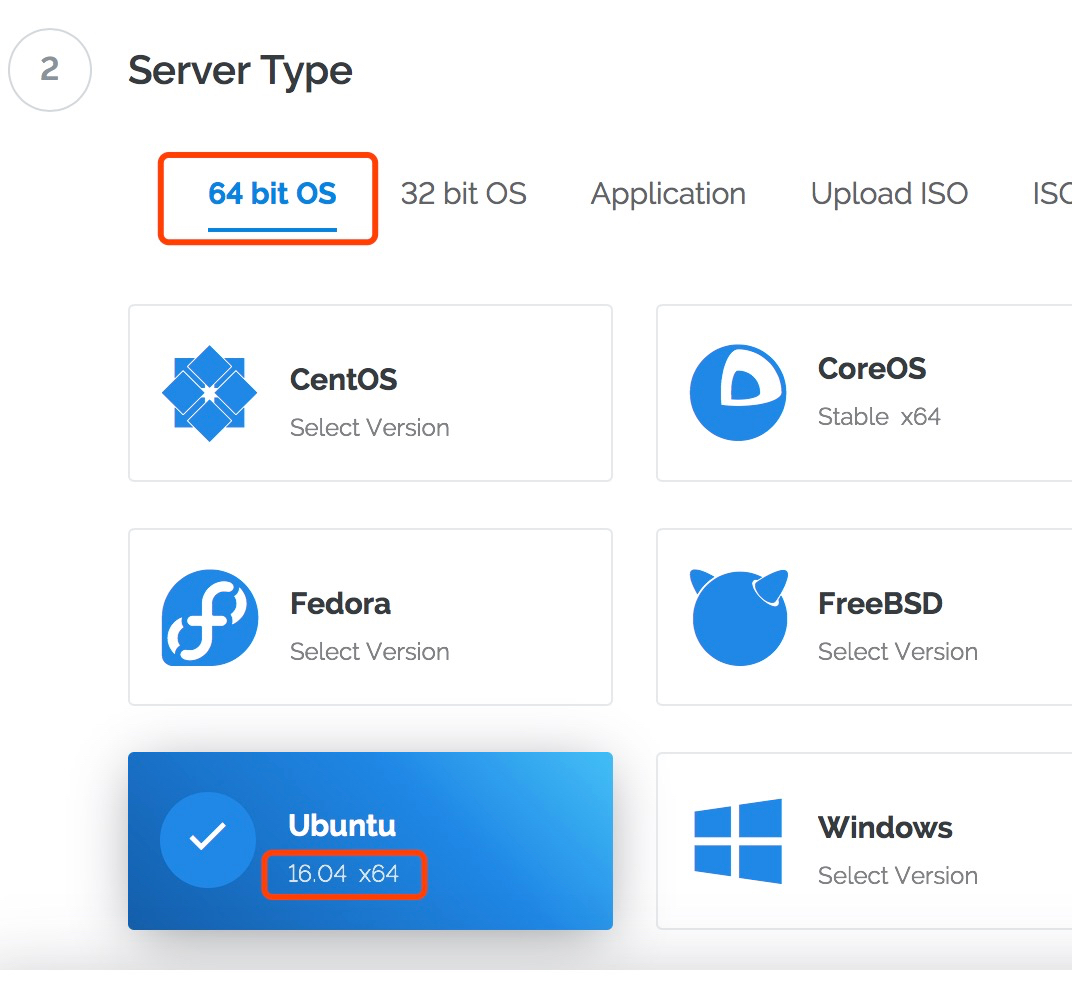 2
Server Type
64 bit OS 32 bit OS Application Upload ISO
CentOS
Select Version
CoreOS
Stable x64
Fedora
Select Version
FreeBSD
Select Version
Ubuntu
16.04 x64
Windows
Select Version